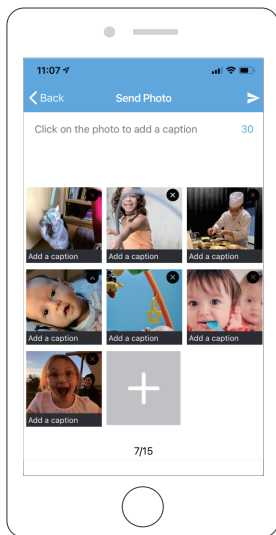 11:07
Back Send Photo
Click on the photo to add a caption 30
Add a caption Add a caption Add a caption
Add a caption Add a caption Add a caption
Add a caption
7/15